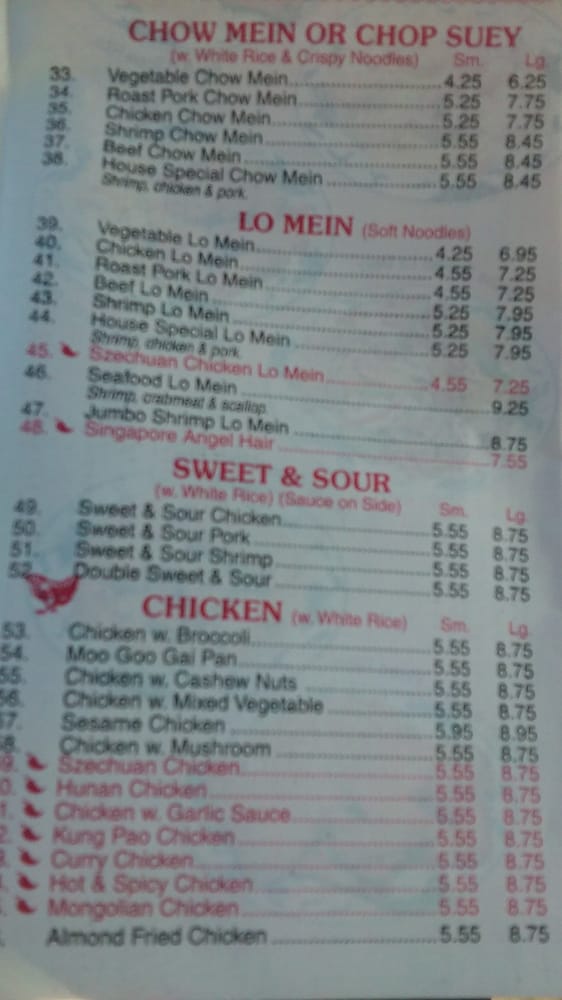 CHOW MEIN OR CHOP SUEY
(w. White Rice & Crispy Noodles) Sm. Lg.
33. Vegetable Chow Mein 4.25 6.25
34. Roast Pork Chow Mein 5.25 7.75
35. Chicken Chow Mein 5.25 7.75
36. Shrimp Chow Mein 5.55 8.45
37. Beef Chow Mein 5.55 8.45
38. House Special Chow Mein 5.55 8.45
Shrimp, chicken & pork.
LO MEIN (Soft Noodles)
39. Vegetable Lo Mein 4.25 6.95
40. Chicken Lo Mein 4.55 7.25
41. Roast Pork Lo Mein 4.55 7.25
42. Beef Lo Mein 5.25 7.95
43. Shrimp Lo Mein 5.25 7.95
44. House Special Lo Mein 5.25 7.95
Shrimp, chicken & pork.
45. Szechuan Chicken Lo Mein 4.55 7.25
46. Seafood Lo Mein 9.25
Shrimp, crabmeat & scallop.
47. Jumbo Shrimp Lo Mein 8.75
48. Singapore Angel Hair 7.55
SWEET & SOUR
(w. White Rice) (Sauce on Side) Sm. Lg.
49. Sweet & Sour Chicken 5.55 8.75
50. Sweet & Sour Pork 5.55 8.75
51. Sweet & Sour Shrimp 5.55 8.75
52. Double Sweet & Sour 5.55 8.75
CHICKEN (w. White Rice) Sm. Lg.
53. Chicken w. Broccoli 5.55 8.75
54. Moo Goo Gai Pan 5.55 8.75
55. Chicken w. Cashew Nuts 5.55 8.75
56. Chicken w. Mixed Vegetable 5.55 8.75
57. Sesame Chicken 5.95 8.95
8. Chicken w. Mushroom 5.55 8.75
9. Szechuan Chicken 5.55 8.75
0. Hunan Chicken 5.55 8.75
1. Chicken w. Garlic Sauce 5.55 8.75
2. Kung Pao Chicken 5.55 8.75
3. Curry Chicken 5.55 8.75
Hot & Spicy Chicken 5.55 8.75
Mongolian Chicken 5.55 8.75
Almond Fried Chicken 5.55 8.75